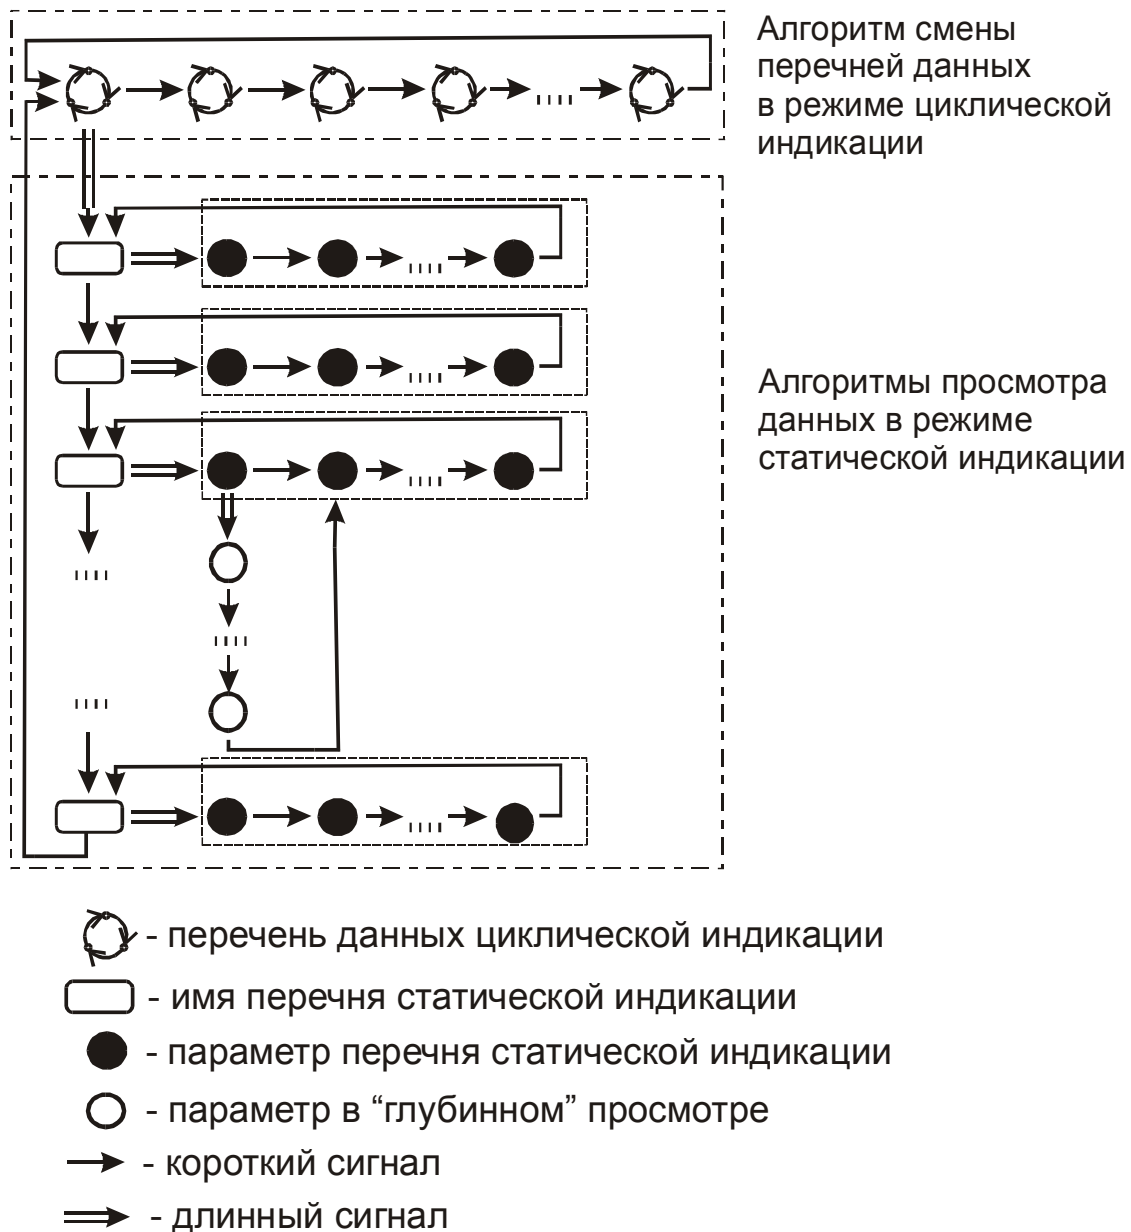 Алгоритм смены
перечней данных
в режиме циклической
индикации
Алгоритмы просмотра
данных в режиме
статической индикации
- перечень данных циклической индикации
- имя перечня статической индикации
- параметр перечня статической индикации
- параметр в “глубинном” просмотре
- короткий сигнал
- длинный сигнал